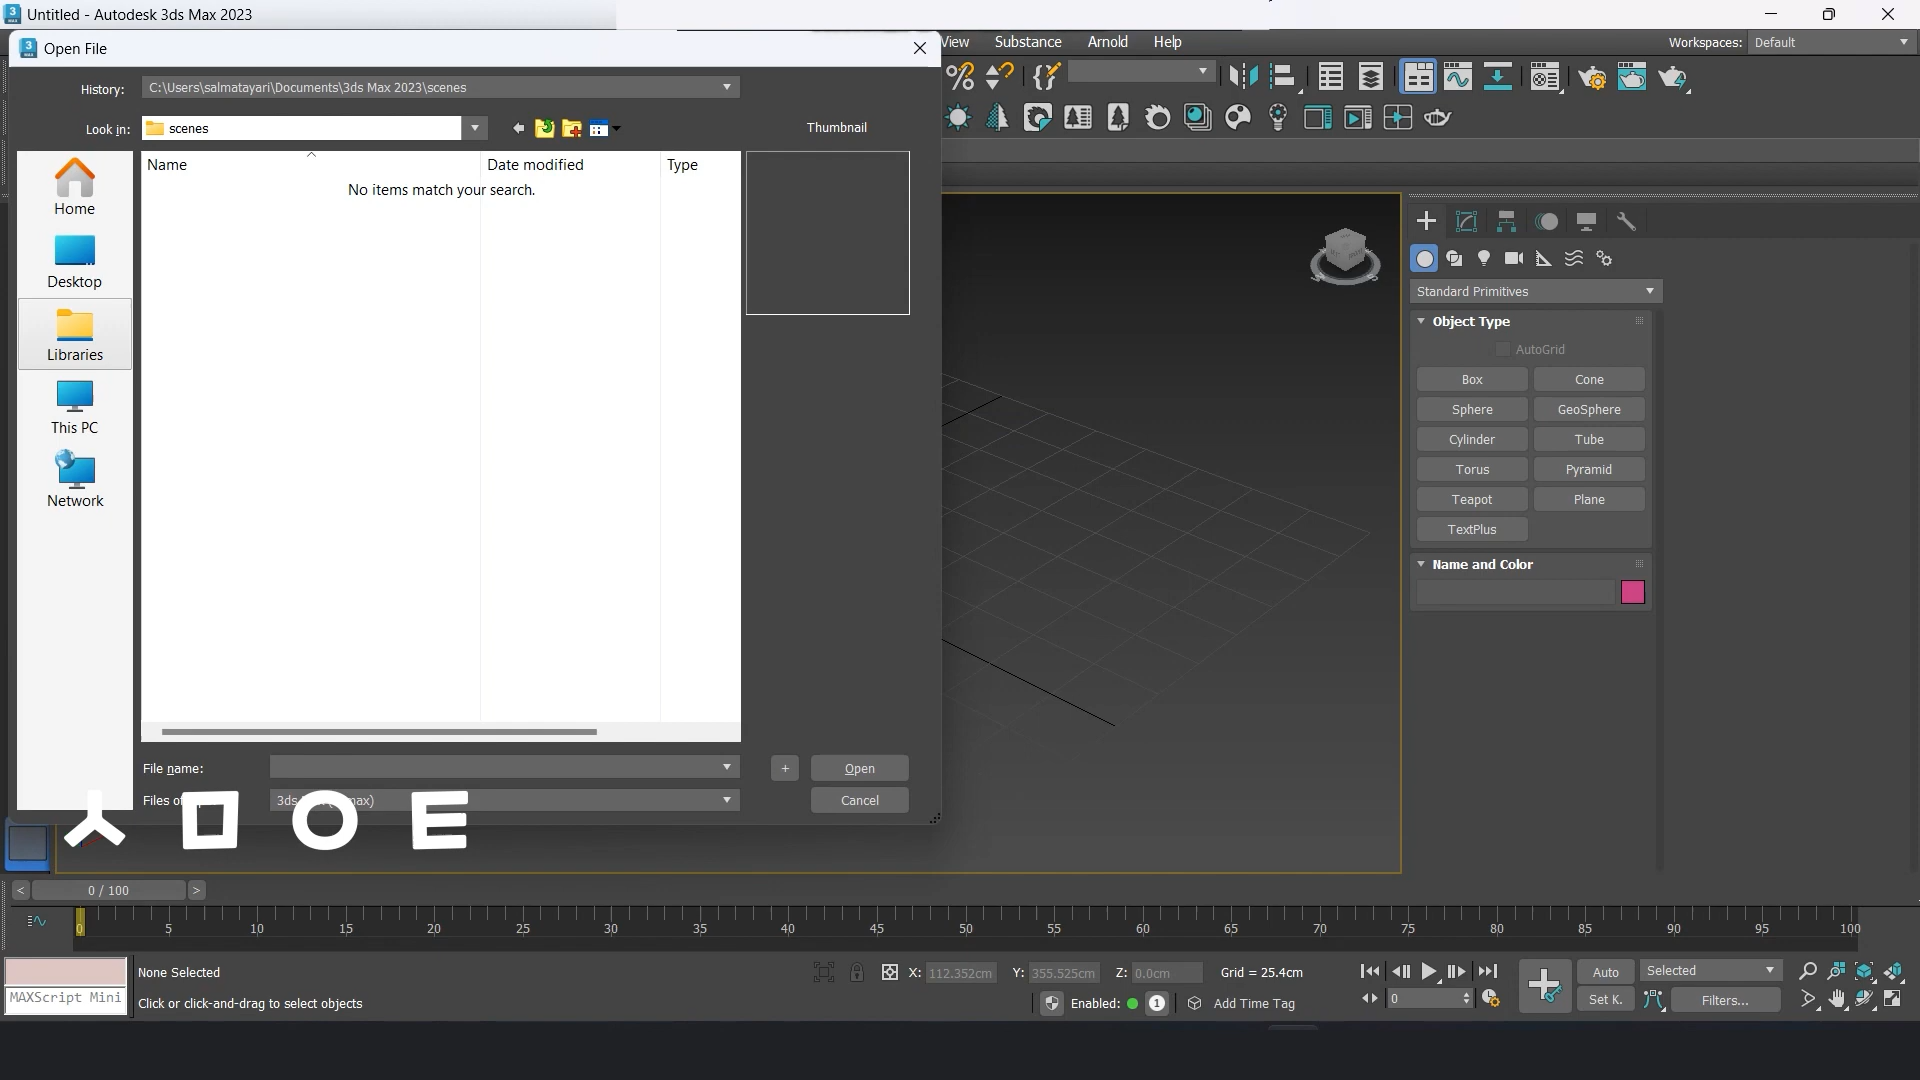 Untitled - Autodesk 3ds Max 2023
Open File
View Substance Arnold Help
Workspaces: Default
History: C:\Users\salmatayari\Documents\3ds Max 2023\scenes
Look in: scenes
Thumbnail
Name Date modified Type
No items match your search.
Home
Desktop
Libraries
This PC
Network
File name:
+ Open
Files of
Cancel
Standard Primitives
Object Type
AutoGrid
Box Cone
Sphere GeoSphere
Cylinder Tube
Torus Pyramid
Teapot Plane
TextPlus
Name and Color
< 0 / 100 >
0 5 10 15 20 25 30 35 40 45 50 55 60 65 70 75 80 85 90 95 100
None Selected
X: 112.352cm Y: 355.525cm Z: 0.0cm Grid = 25.4cm
Auto Selected
MAXScript Mini
Click or click-and-drag to select objects
Enabled: 1 Add Time Tag
0
Set K. Filters...